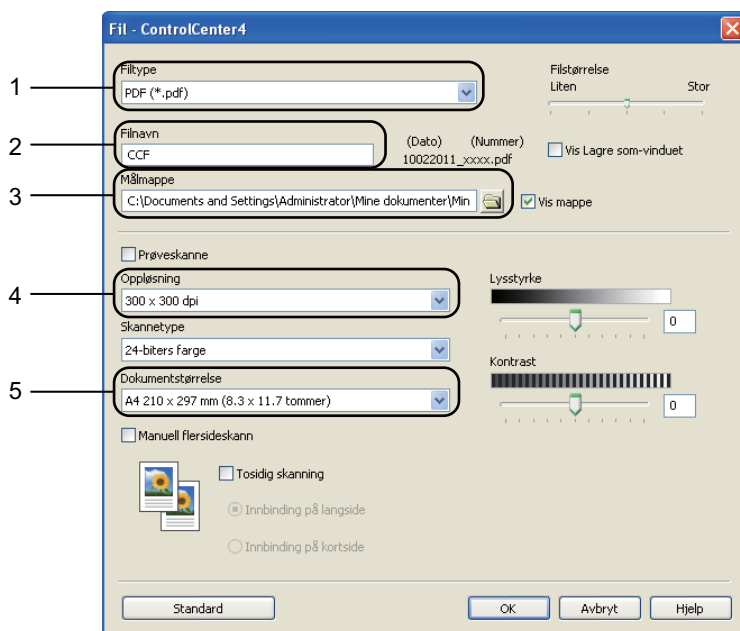 Fil - ControlCenter4
1
Filtype
PDF (*.pdf)
Filstørrelse
Liten Stor
2
Filnavn
CCF
(Dato) (Nummer)
10022011_xxxx.pdf
Vis Lagre som-vinduet
3
Målmappe
C:\Documents and Settings\Administrator\Mine dokumenter\Min
Vis mappe
Prøveskanne
4
Oppløsning
300 x 300 dpi
Lysstyrke
0
Skannetype
24-biters farge
Kontrast
0
5
Dokumentstørrelse
A4 210 x 297 mm (8.3 x 11.7 tommer)
Manuell flersideskann
Tosidig skanning
Innbinding på langside
Innbinding på kortside
Standard OK Avbryt Hjelp